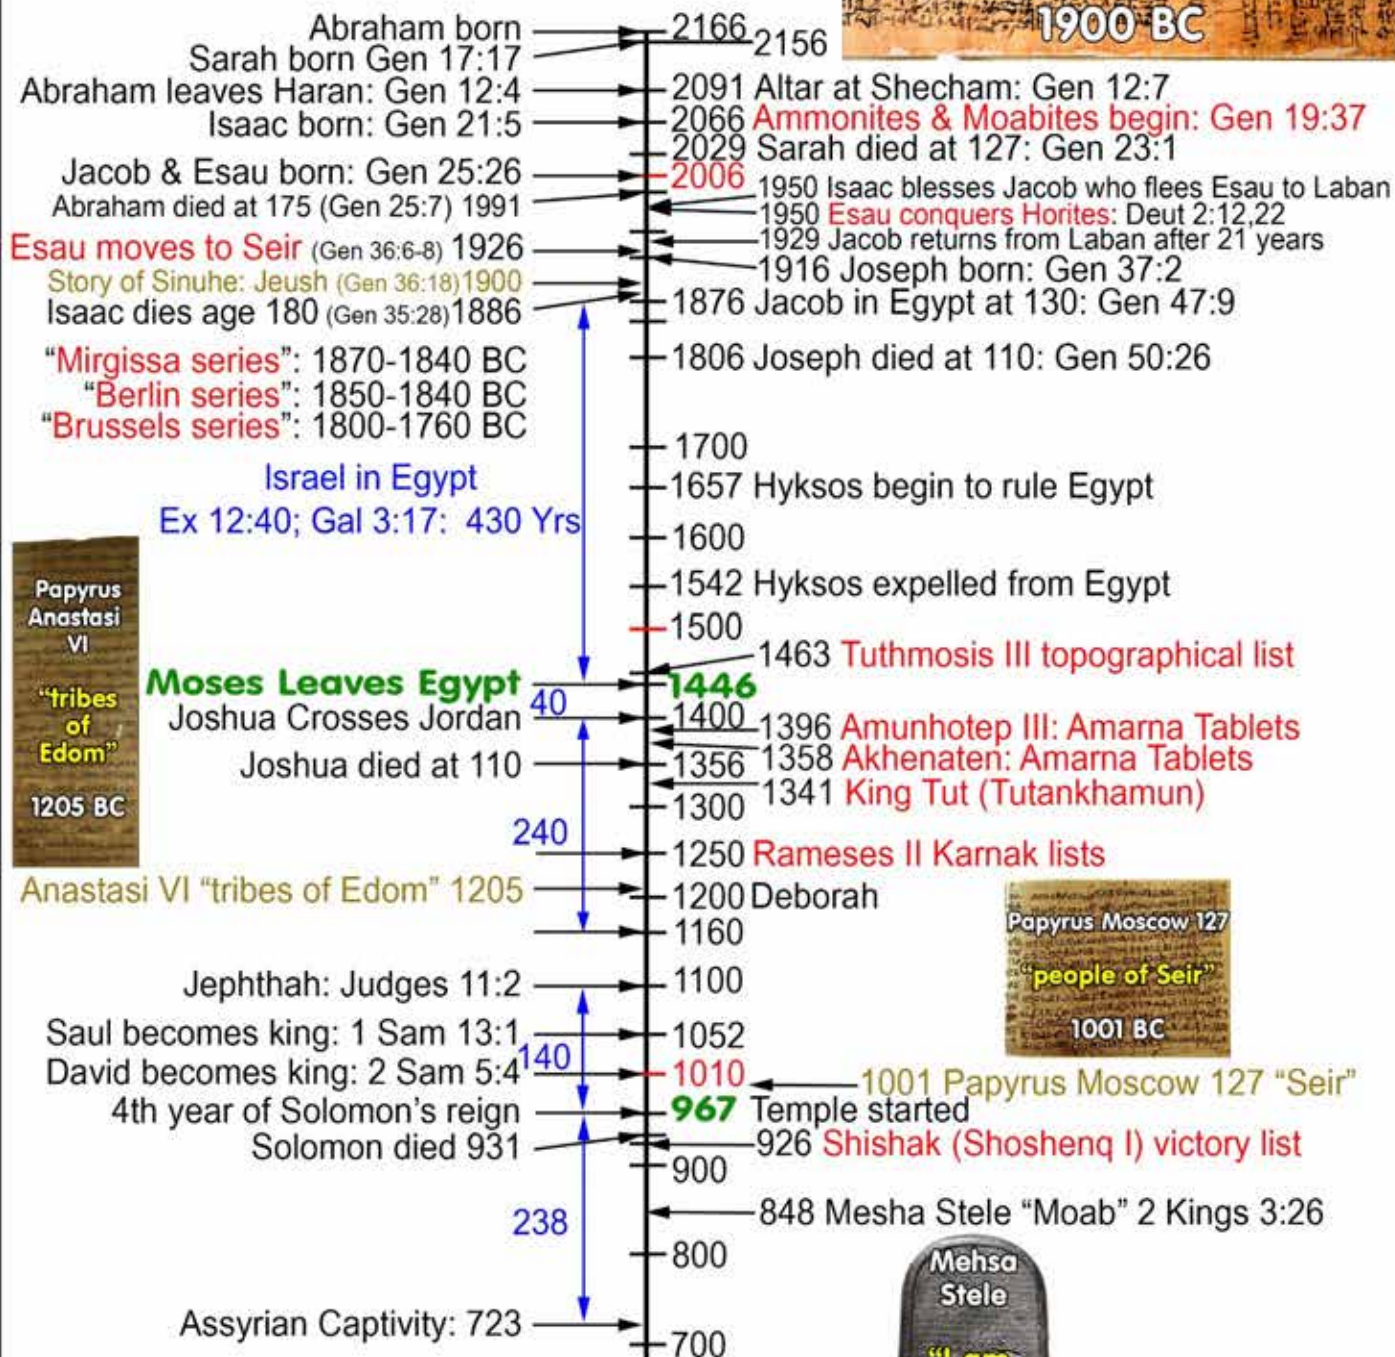 1900 BC
Abraham born 2166
2156
Sarah born Gen 17:17
Abraham leaves Haran: Gen 12:4 2091 Altar at Shecham: Gen 12:7
Isaac born: Gen 21:5 2066 Ammonites & Moabites begin: Gen 19:37
2029 Sarah died at 127: Gen 23:1
Jacob & Esau born: Gen 25:26 2006
1950 Isaac blesses Jacob who flees Esau to Laban
Abraham died at 175 (Gen 25:7) 1991
1950 Esau conquers Horites: Deut 2:12,22
Esau moves to Seir (Gen 36:6-8) 1926
1929 Jacob returns from Laban after 21 years
1916 Joseph born: Gen 37:2
Story of Sinuhe: Jeush (Gen 36:18)1900
Isaac dies age 180 (Gen 35:28)1886
1876 Jacob in Egypt at 130: Gen 47:9
"Mirgissa series": 1870-1840 BC
1806 Joseph died at 110: Gen 50:26
"Berlin series": 1850-1840 BC
"Brussels series": 1800-1760 BC
1700
Israel in Egypt
1657 Hyksos begin to rule Egypt
Ex 12:40; Gal 3:17: 430 Yrs
1600
1542 Hyksos expelled from Egypt
Papyrus
Anastasi
VI
"tribes
of
Edom"
1205 BC
1500
1463 Tuthmosis III topographical list
Moses Leaves Egypt 1446
40
Joshua Crosses Jordan 1400
1396 Amunhotep III: Amarna Tablets
1358 Akhenaten: Amarna Tablets
Joshua died at 110 1356
1341 King Tut (Tutankhamun)
1300
240
1250 Rameses II Karnak lists
Anastasi VI "tribes of Edom" 1205
1200 Deborah
1160
Papyrus Moscow 127
"people of Seir"
1001 BC
Jephthah: Judges 11:2 1100
Saul becomes king: 1 Sam 13:1 1052
140
David becomes king: 2 Sam 5:4 1010
1001 Papyrus Moscow 127 "Seir"
4th year of Solomon's reign 967 Temple started
Solomon died 931
926 Shishak (Shoshenq I) victory list
900
848 Mesha Stele "Moab" 2 Kings 3:26
238
800
Mehsa
Stele
"I am
Assyrian Captivity: 723
700